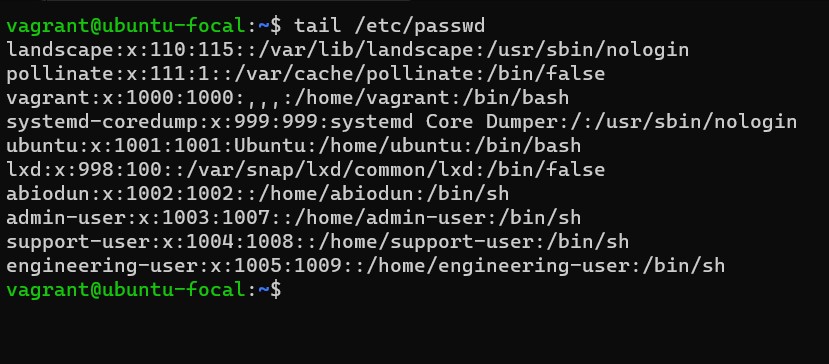 vagrant@ubuntu-focal:~$ tail /etc/passwd
landscape:x:110:115::/var/lib/landscape:/usr/sbin/nologin
pollinate:x:111:1::/var/cache/pollinate:/bin/false
vagrant:x:1000:1000:,,,:/home/vagrant:/bin/bash
systemd-coredump:x:999:999:systemd Core Dumper:/:/usr/sbin/nologin
ubuntu:x:1001:1001:Ubuntu:/home/ubuntu:/bin/bash
lxd:x:998:100::/var/snap/lxd/common/lxd:/bin/false
abiodun:x:1002:1002::/home/abiodun:/bin/sh
admin-user:x:1003:1007::/home/admin-user:/bin/sh
support-user:x:1004:1008::/home/support-user:/bin/sh
engineering-user:x:1005:1009::/home/engineering-user:/bin/sh
vagrant@ubuntu-focal:~$